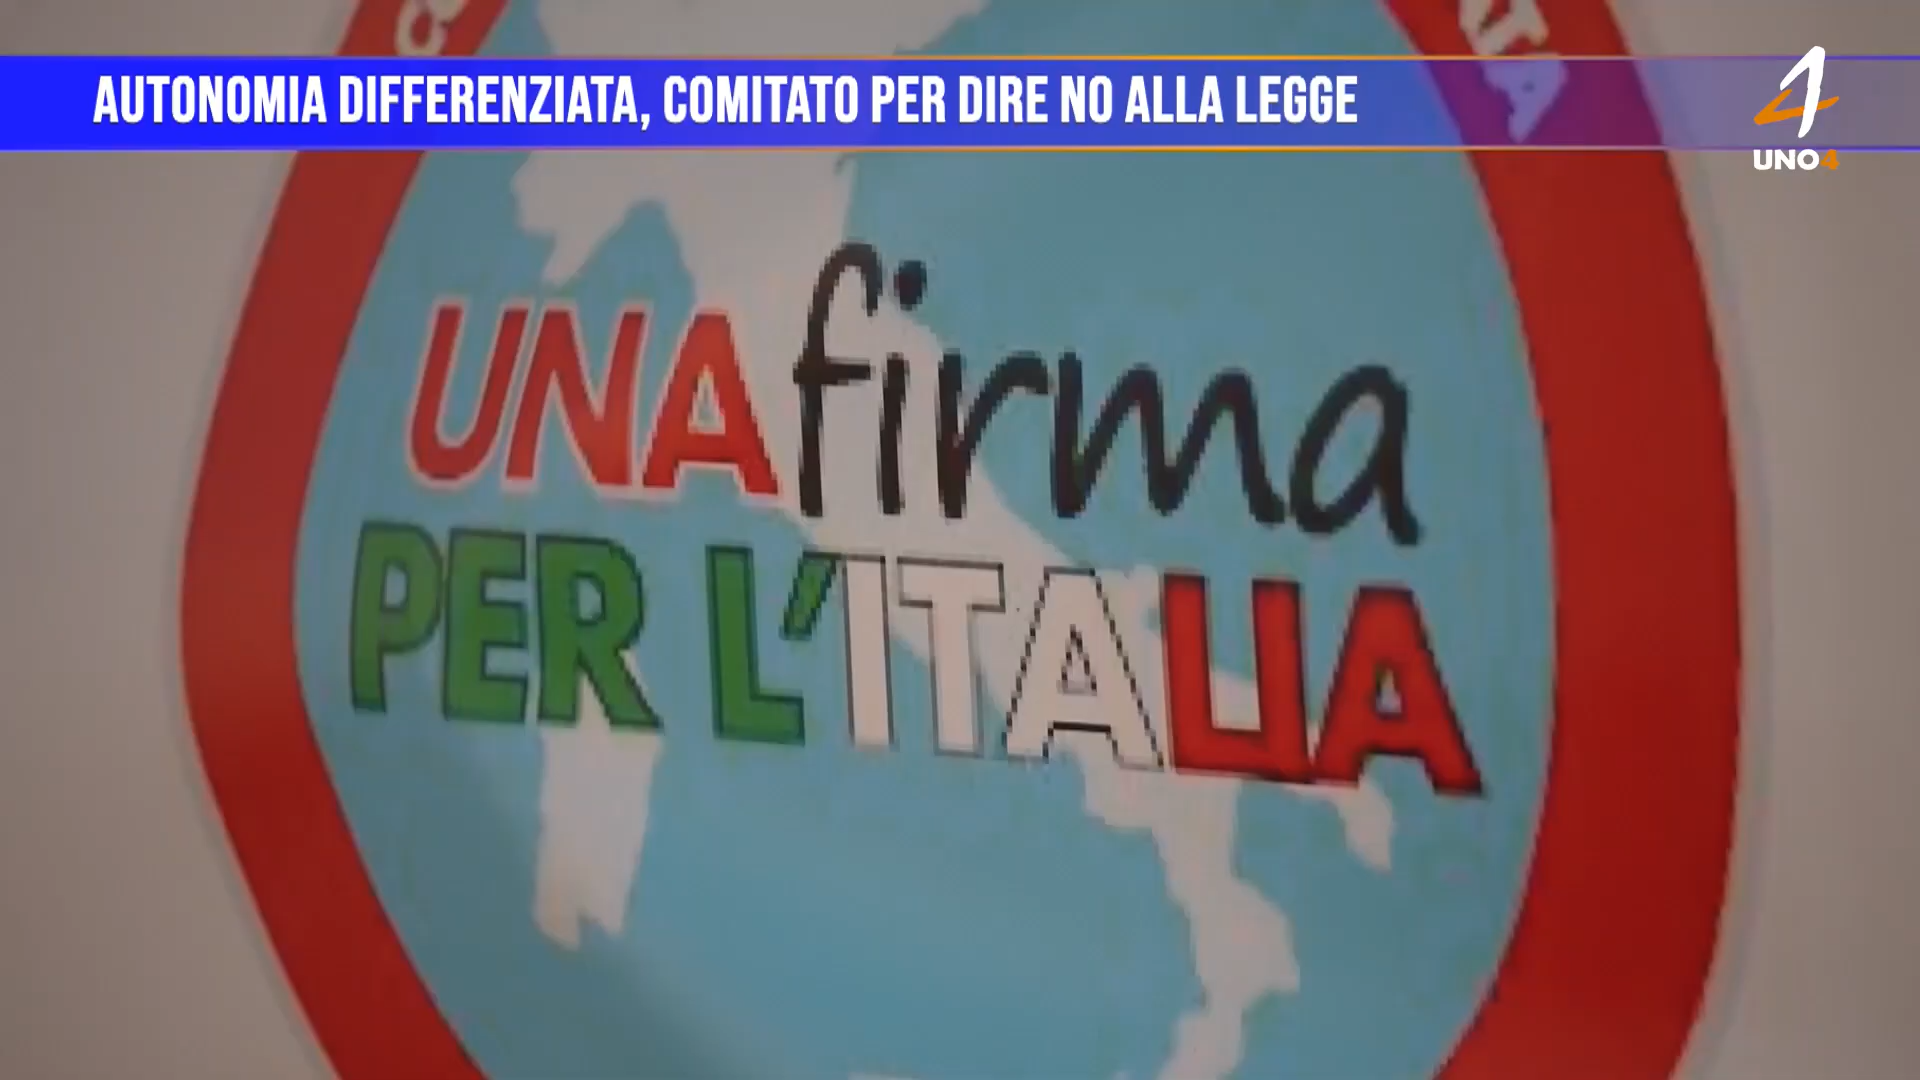 AUTONOMIA DIFFERENZIATA, COMITATO PER DIRE NO ALLA LEGGE
UNO4
UNA firma
PER L'ITALIA